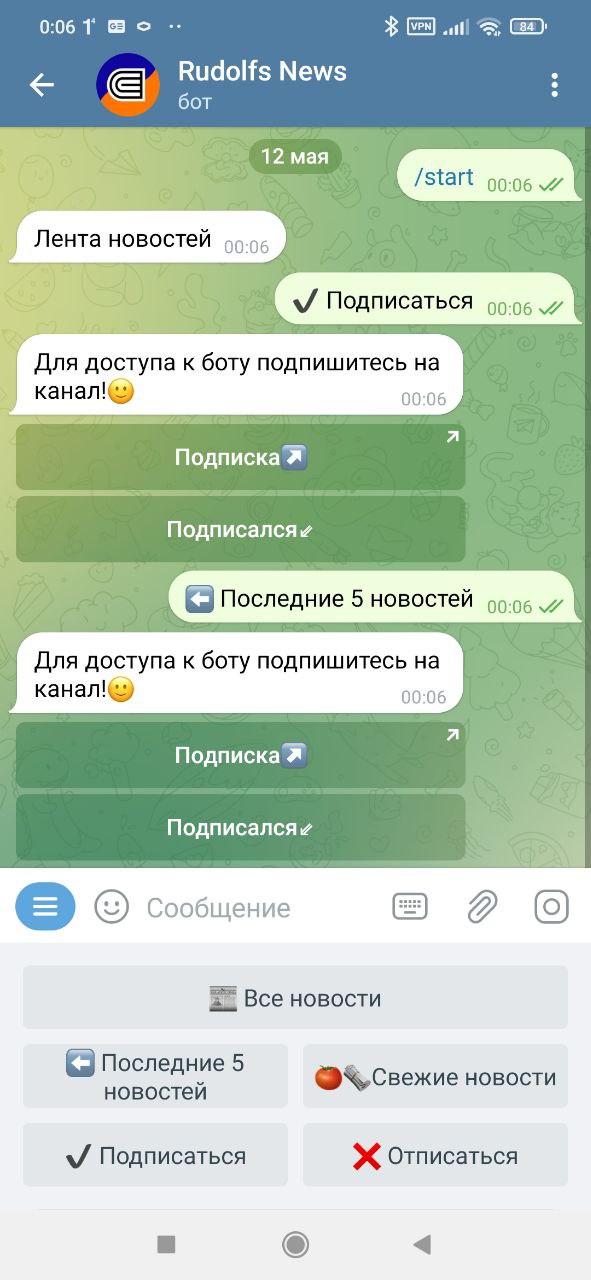 0:06
VPN
84
Rudolfs News
бот
12 мая
/start 00:06
Лента новостей 00:06
✔ Подписаться 00:06
Для доступа к боту подпишитесь на
канал!🙂 00:06
Подписка↗
Подписался⇙
⬅ Последние 5 новостей 00:06
Для доступа к боту подпишитесь на
канал!🙂 00:06
Подписка↗
Подписался⇙
Сообщение
📰 Все новости
⬅ Последние 5
новостей
🍅🗞Свежие новости
✔ Подписаться
❌ Отписаться